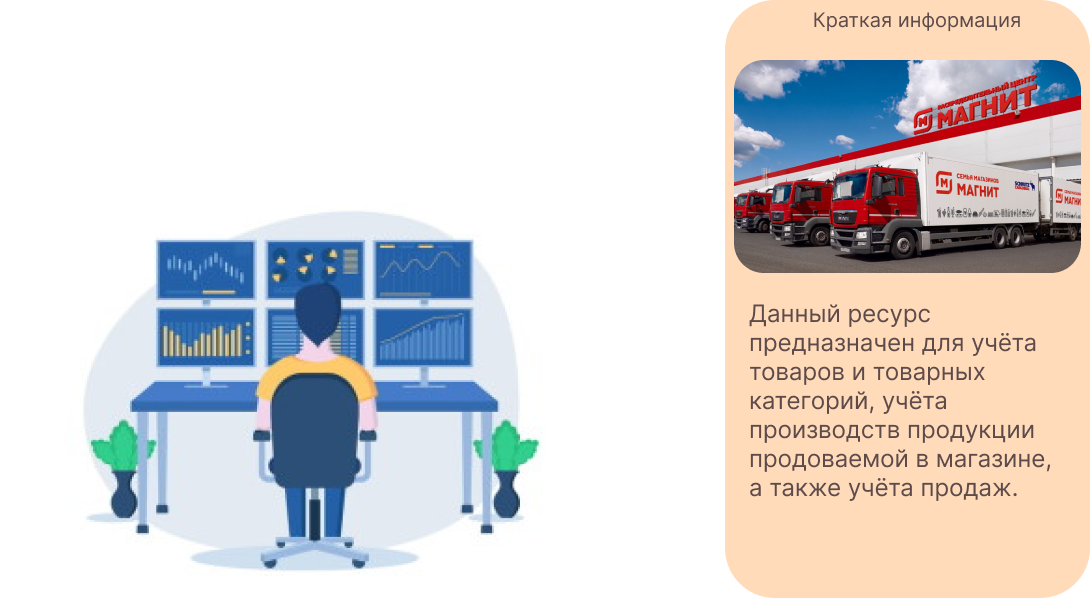 Краткая информация
РАСПРЕДЕЛИТЕЛЬНЫЙ ЦЕНТР
МАГНИТ
СЕМЬЯ МАГАЗИНОВ
МАГНИТ
Данный ресурс
предназначен для учёта
товаров и товарных
категорий, учёта
производств продукции
продоваемой в магазине,
а также учёта продаж.